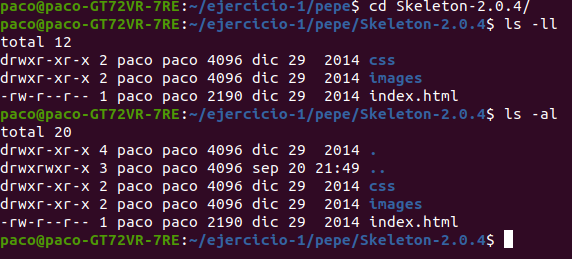 paco@paco-GT72VR-7RE:~/ejercicio-1/pepe$ cd Skeleton-2.0.4/
paco@paco-GT72VR-7RE:~/ejercicio-1/pepe/Skeleton-2.0.4$ ls -ll
total 12
drwxr-xr-x 2 paco paco 4096 dic 29  2014 css
drwxr-xr-x 2 paco paco 4096 dic 29  2014 images
-rw-r--r-- 1 paco paco 2190 dic 29  2014 index.html
paco@paco-GT72VR-7RE:~/ejercicio-1/pepe/Skeleton-2.0.4$ ls -al
total 20
drwxr-xr-x 4 paco paco 4096 dic 29  2014 .
drwxrwxr-x 3 paco paco 4096 sep 20 21:49 ..
drwxr-xr-x 2 paco paco 4096 dic 29  2014 css
drwxr-xr-x 2 paco paco 4096 dic 29  2014 images
-rw-r--r-- 1 paco paco 2190 dic 29  2014 index.html
paco@paco-GT72VR-7RE:~/ejercicio-1/pepe/Skeleton-2.0.4$